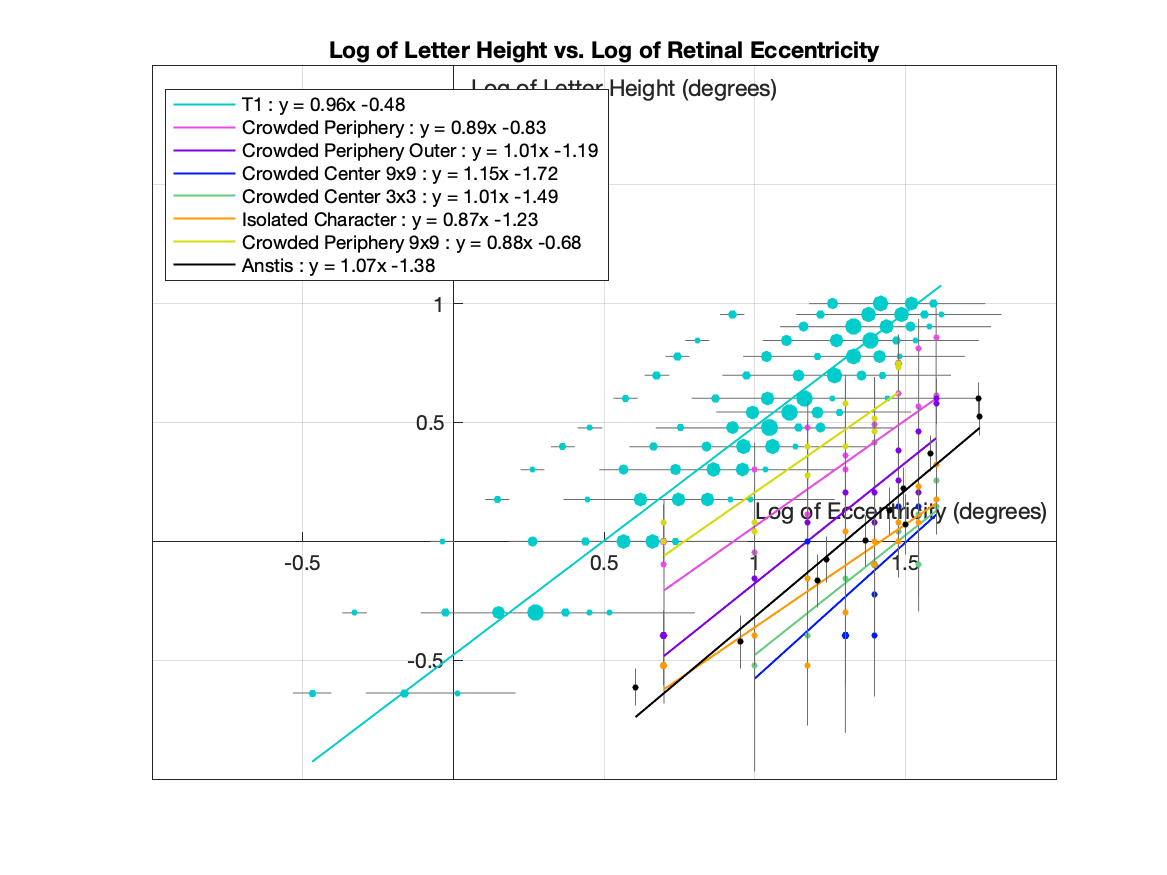 Log of Letter Height vs. Log of Retinal Eccentricity
Log of Letter Height (degrees)
T1 : y = 0.96x -0.48
Crowded Periphery : y = 0.89x -0.83
Crowded Periphery Outer : y = 1.01x -1.19
Crowded Center 9x9 : y = 1.15x -1.72
Crowded Center 3x3 : y = 1.01x -1.49
Isolated Character : y = 0.87x -1.23
Crowded Periphery 9x9 : y = 0.88x -0.68
Anstis : y = 1.07x -1.38
1
0.5
Log of Eccentricity (degrees)
-0.5 0.5 1 1.5
-0.5